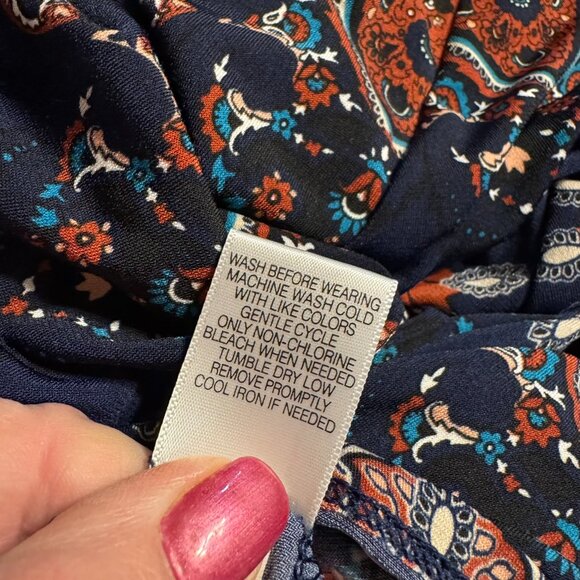 WASH BEFORE WEARING
MACHINE WASH COLD
WITH LIKE COLORS
GENTLE CYCLE
ONLY NON-CHLORINE
BLEACH WHEN NEEDED
TUMBLE DRY LOW
REMOVE PROMPTLY
COOL IRON IF NEEDED